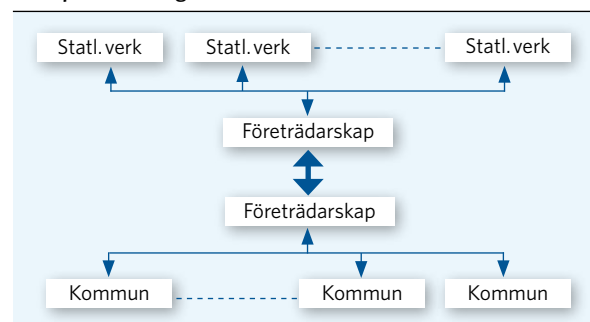 Statl. verk
Statl. verk
Statl. verk
Företrädarskap
Företrädarskap
Kommun
Kommun
Kommun